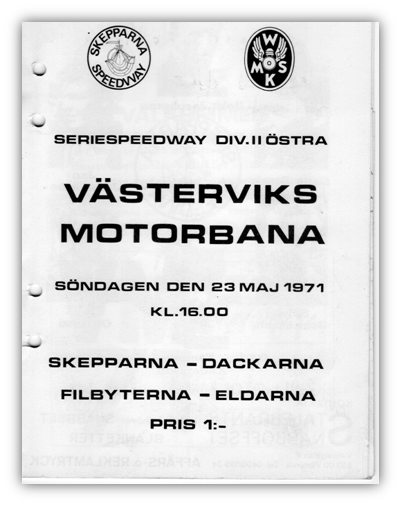 SKEPPARNA
SPEEDWAY
WMSK
SERIESPEEDWAY DIV.II ÖSTRA
VÄSTERVIKS
MOTORBANA
SÖNDAGEN DEN 23 MAJ 1971
KL.16.00
SKEPPARNA – DACKARNA
FILBYTERNA – ELDARNA
PRIS 1:-